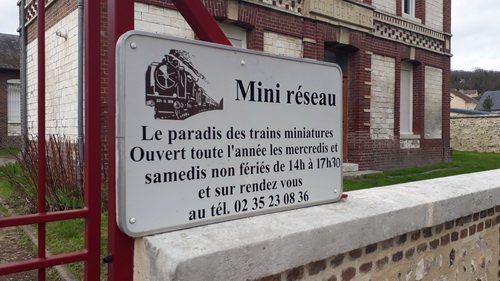 Mini réseau
Le paradis des trains miniatures
Ouvert toute l'année les mercredis et
samedis non fériés de 14h à 17h30
et sur rendez vous
au tél. 02 35 23 08 36